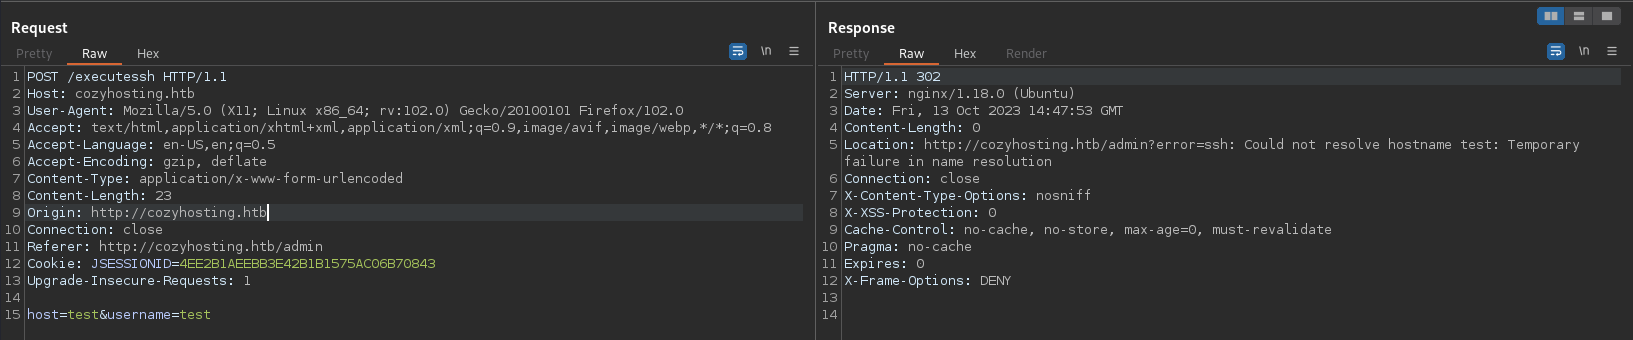 Request
Pretty Raw Hex
\n
1 POST /executessh HTTP/1.1
2 Host: cozyhosting.htb
3 User-Agent: Mozilla/5.0 (X11; Linux x86_64; rv:102.0) Gecko/20100101 Firefox/102.0
4 Accept: text/html,application/xhtml+xml,application/xml;q=0.9,image/avif,image/webp,*/*;q=0.8
5 Accept-Language: en-US,en;q=0.5
6 Accept-Encoding: gzip, deflate
7 Content-Type: application/x-www-form-urlencoded
8 Content-Length: 23
9 Origin: http://cozyhosting.htb
10 Connection: close
11 Referer: http://cozyhosting.htb/admin
12 Cookie: JSESSIONID=4EE2B1AEEBB3E42B1B1575AC06B70843
13 Upgrade-Insecure-Requests: 1
14
15 host=test&username=test
Response
Pretty Raw Hex Render
\n
1 HTTP/1.1 302
2 Server: nginx/1.18.0 (Ubuntu)
3 Date: Fri, 13 Oct 2023 14:47:53 GMT
4 Content-Length: 0
5 Location: http://cozyhosting.htb/admin?error=ssh: Could not resolve hostname test: Temporary
failure in name resolution
6 Connection: close
7 X-Content-Type-Options: nosniff
8 X-XSS-Protection: 0
9 Cache-Control: no-cache, no-store, max-age=0, must-revalidate
10 Pragma: no-cache
11 Expires: 0
12 X-Frame-Options: DENY
13
14